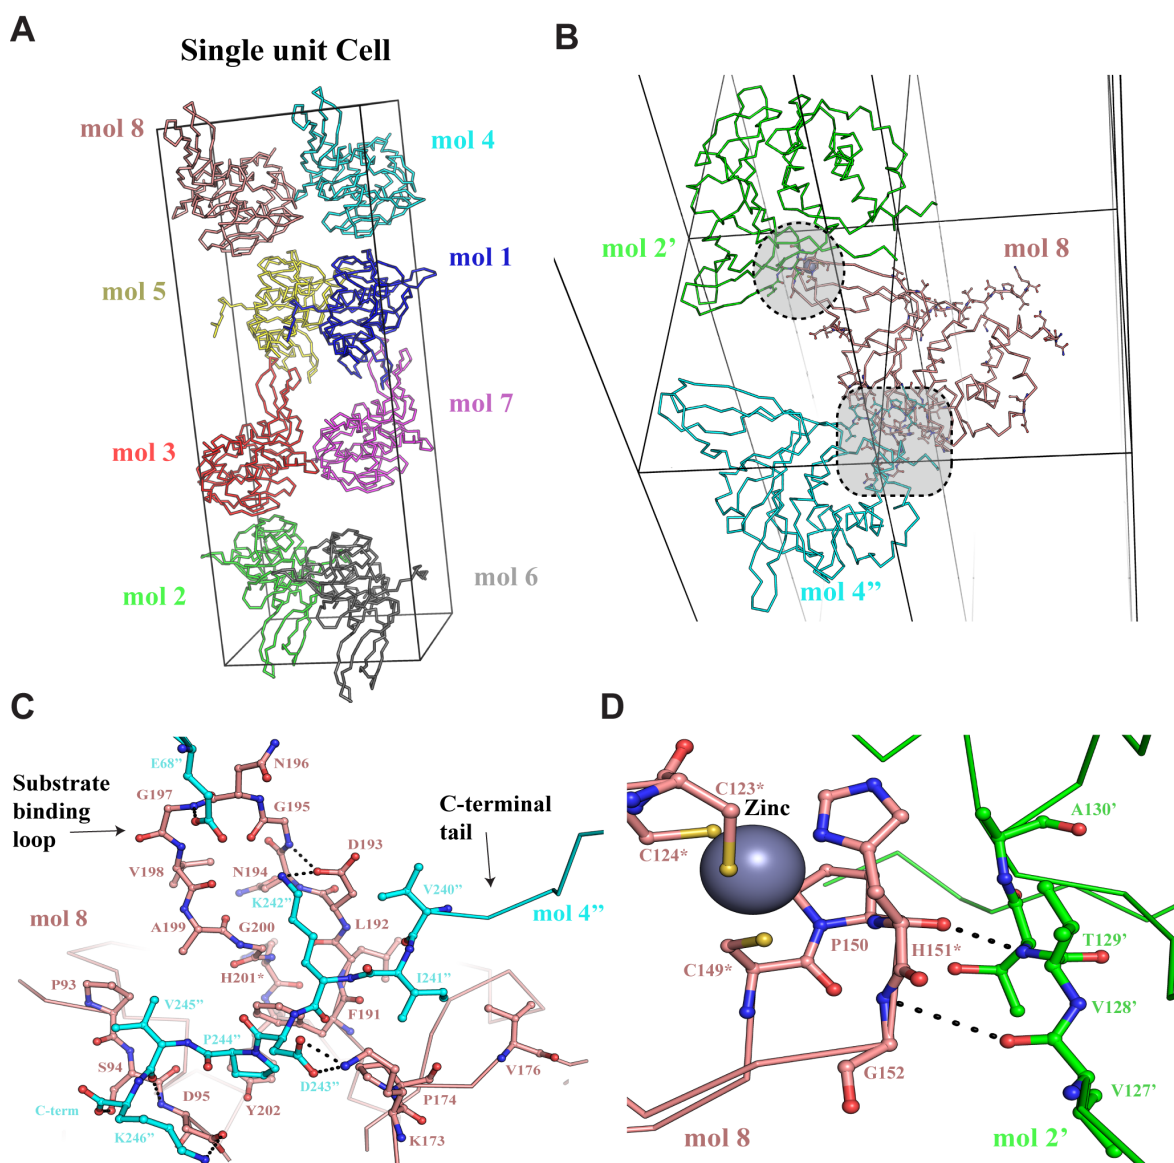 A
Single unit Cell
mol 8
mol 4
mol 1
mol 5
mol 7
mol 3
mol 2
mol 6
B
mol 2’
mol 8
mol 4’’
C
E68’’
N196
Substrate
binding
loop
G197
G195
C-terminal
tail
V198
D193
N194
K242’’
V240’’
mol 4’’
mol 8
A199
G200
L192
H201*
I241’’
P93
V245’’
F191
P244’’
S94
D95
D243’’
V176
P174
C-term
Y202
K246’’
K173
D
C123*
Zinc
A130’
C124*
P150
H151*
T129’
C149*
V128’
G152
V127’
mol 8
mol 2’